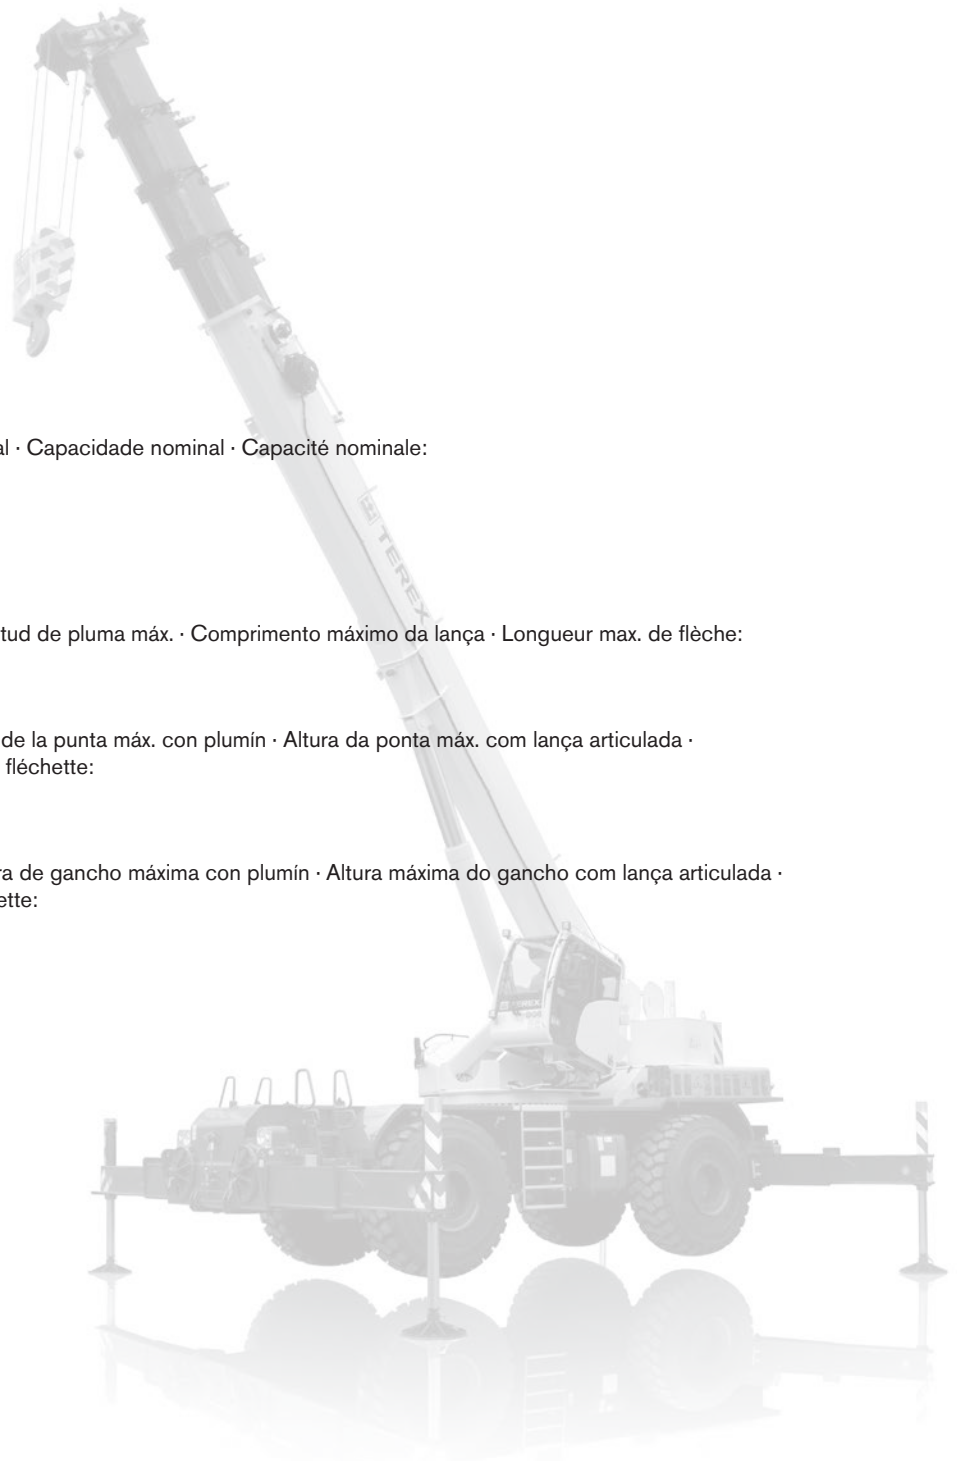 al · Capacidade nominal · Capacité nominale:
tud de pluma máx. · Comprimento máximo da lança · Longueur max. de flèche:
de la punta máx. con plumín · Altura da ponta máx. com lança articulada ·
fléchette:
ra de gancho máxima con plumín · Altura máxima do gancho com lança articulada ·
ette:
TEREX
TEREX